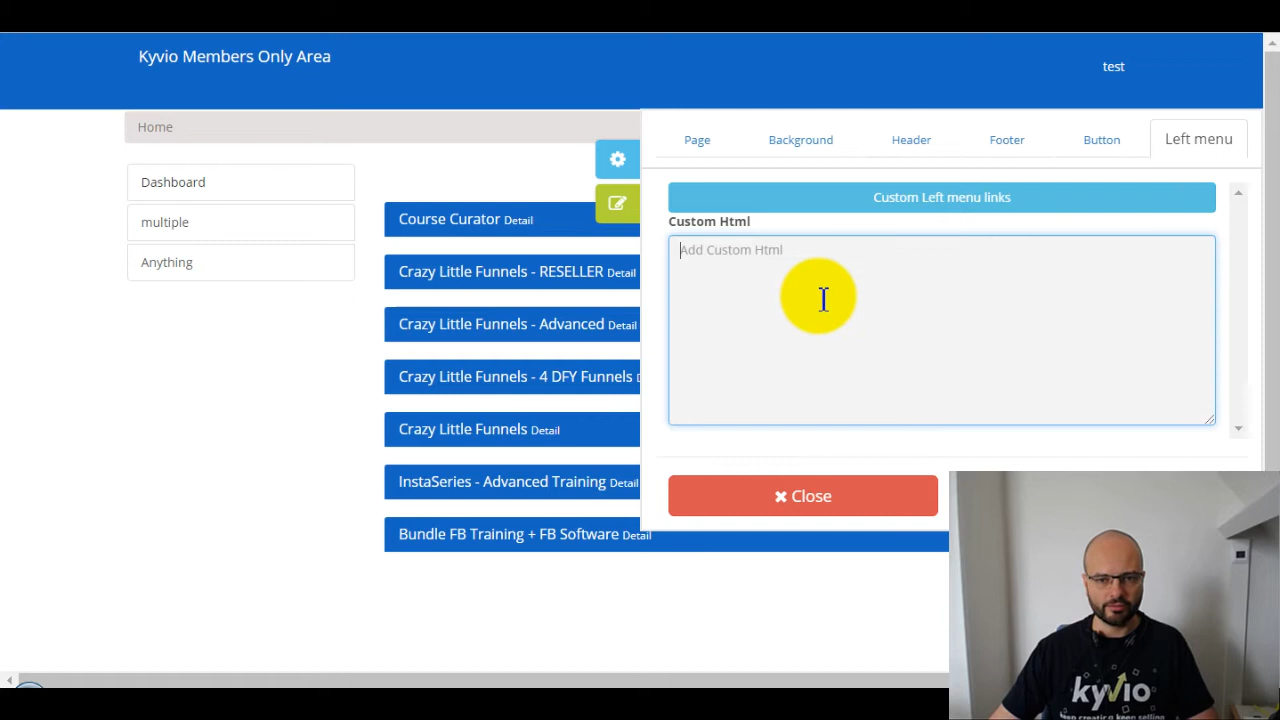 Kyvio Members Only Area
test
Home
Page
Background
Header
Footer
Button
Left menu
Dashboard
multiple
Anything
Course Curator Detail
Crazy Little Funnels - RESELLER Detail
Crazy Little Funnels - Advanced Detail
Crazy Little Funnels - 4 DFY Funnels
Crazy Little Funnels Detail
InstaSeries - Advanced Training Detail
Bundle FB Training + FB Software Detail
Custom Left menu links
Custom Html
Add Custom Html
Close
kyvio